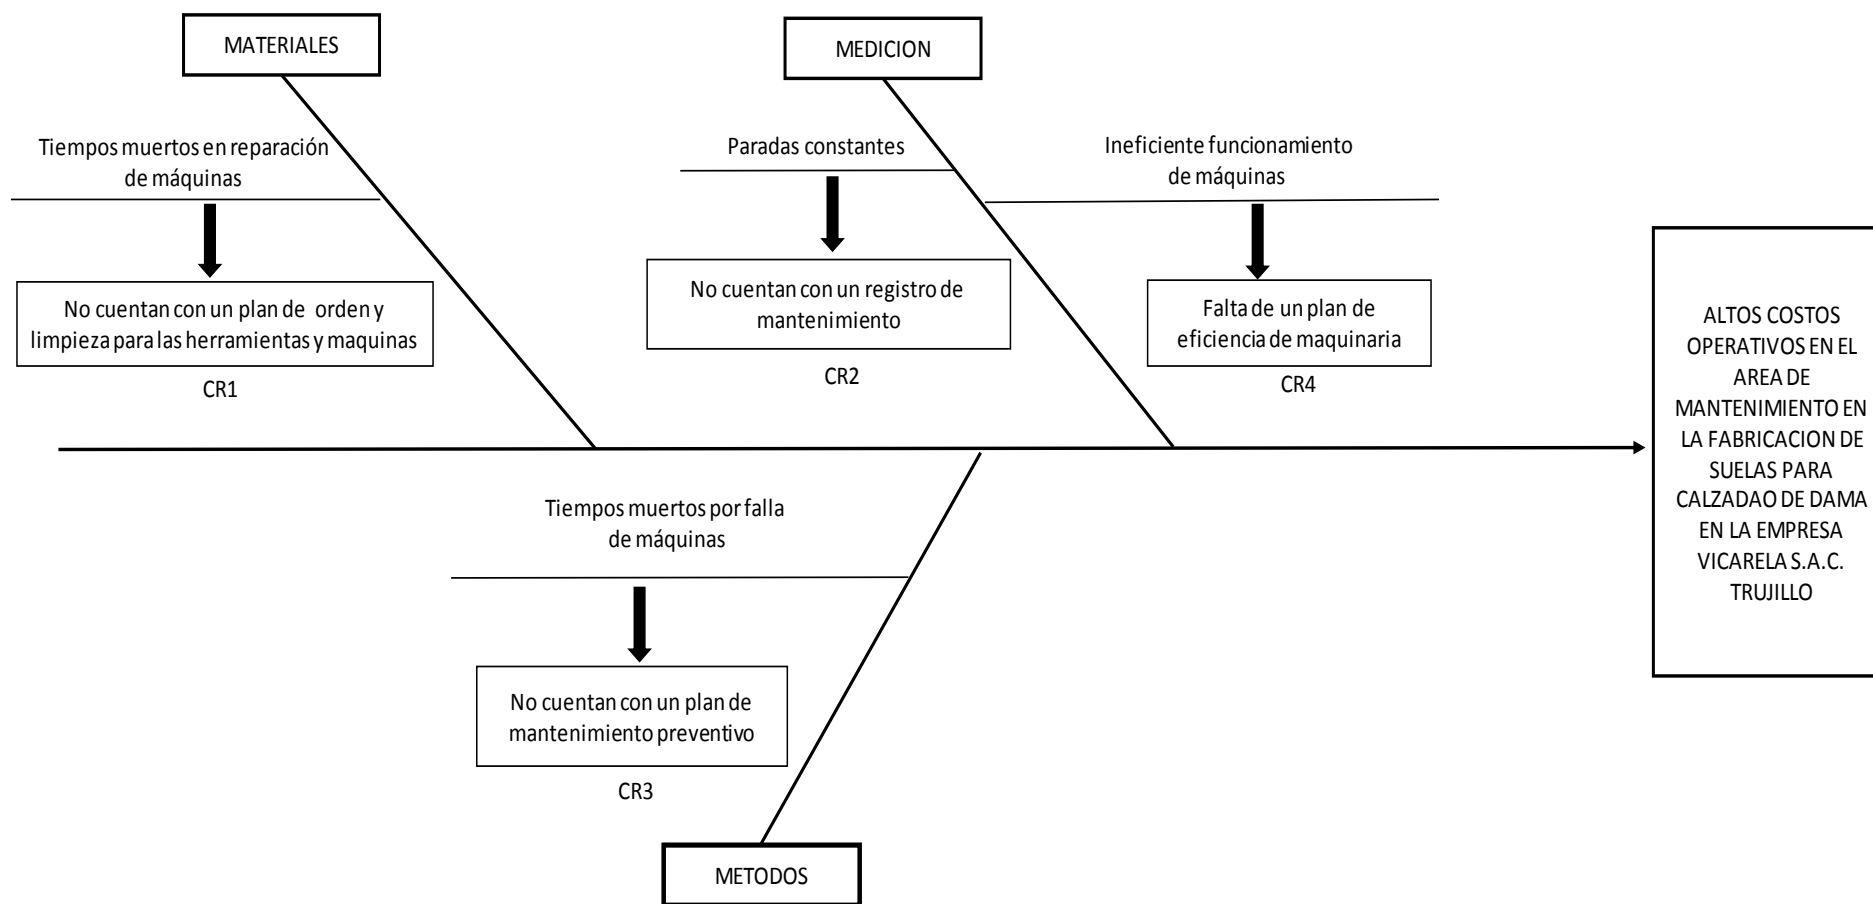 MATERIALES
MEDICION
Tiempos muertos en reparación
de máquinas
Paradas constantes
Ineficiente funcionamiento
de máquinas
No cuentan con un plan de orden y
limpieza para las herramientas y maquinas
CR1
No cuentan con un registro de
mantenimiento
CR2
Falta de un plan de
eficiencia de maquinaria
CR4
ALTOS COSTOS
OPERATIVOS EN EL
AREA DE
MANTENIMIENTO EN
LA FABRICACION DE
SUELAS PARA
CALZADAO DE DAMA
EN LA EMPRESA
VICARELA S.A.C.
TRUJILLO
Tiempos muertos por falla
de máquinas
No cuentan con un plan de
mantenimiento preventivo
CR3
METODOS